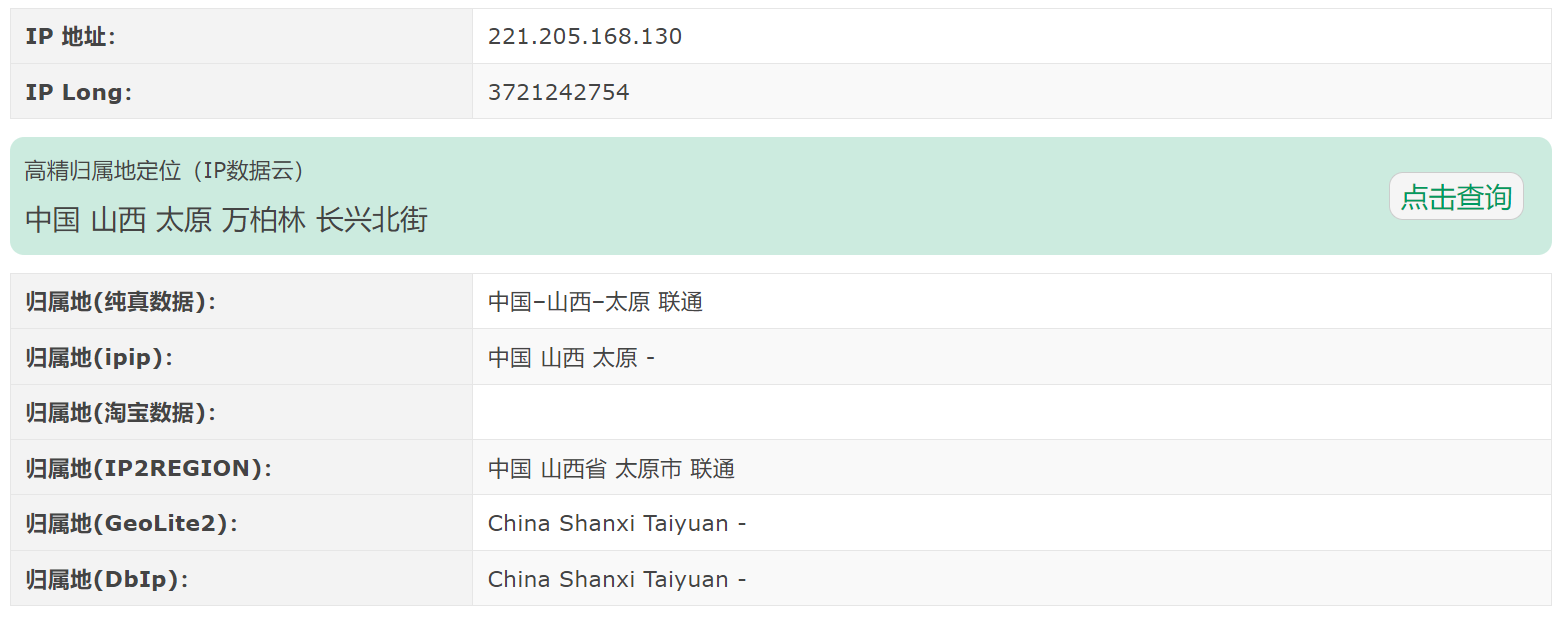 IP 地址: 221.205.168.130
IP Long: 3721242754
高精归属地定位（IP数据云）
中国 山西 太原 万柏林 长兴北街
点击查询
归属地(纯真数据): 中国–山西–太原 联通
归属地(ipip): 中国 山西 太原 -
归属地(淘宝数据):
归属地(IP2REGION): 中国 山西省 太原市 联通
归属地(GeoLite2): China Shanxi Taiyuan -
归属地(DbIp): China Shanxi Taiyuan -